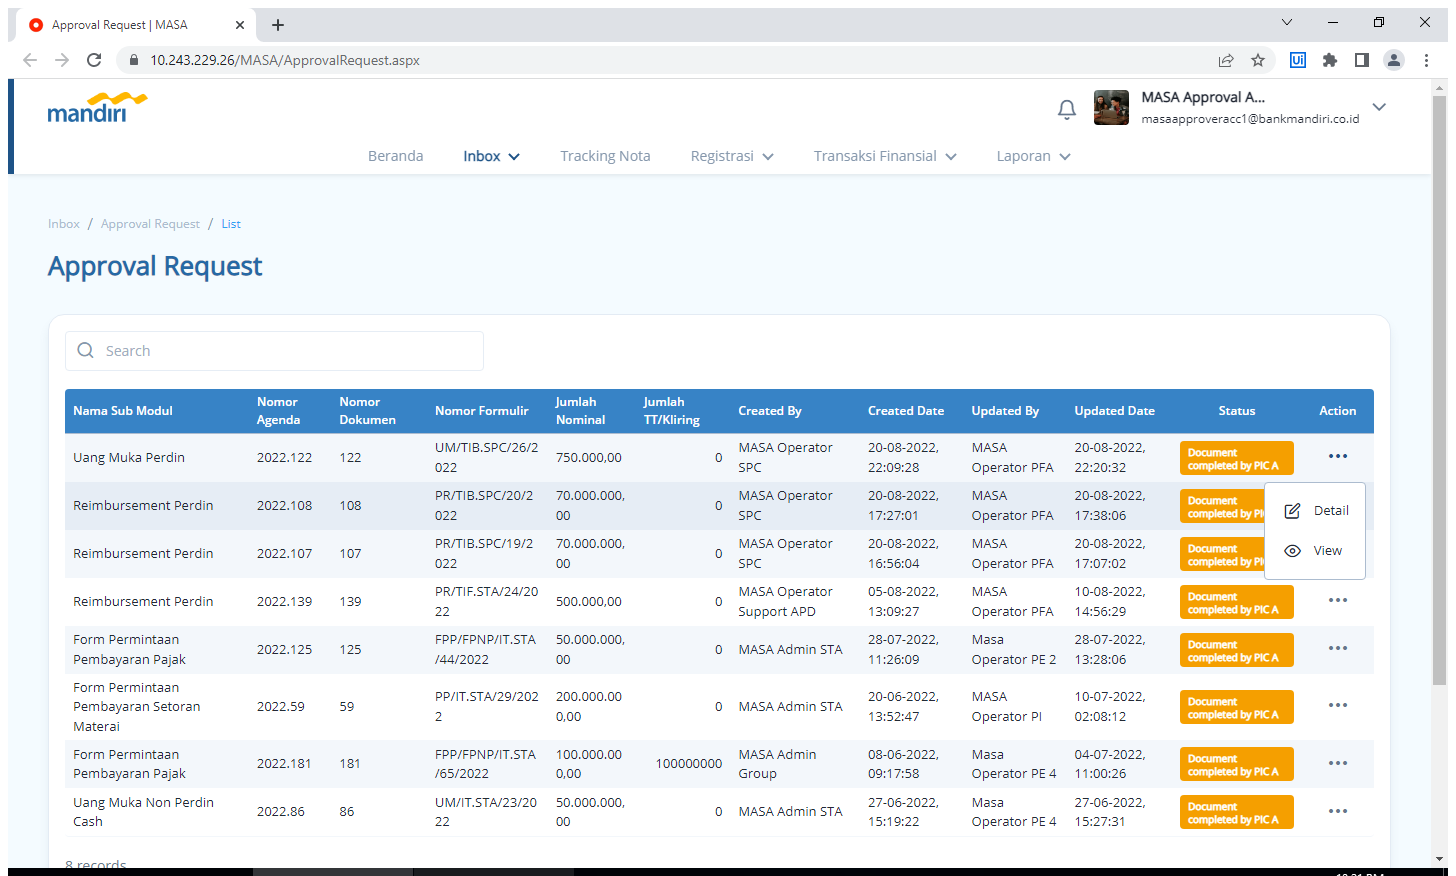 Approval Request | MASA
10.243.229.26/MASA/ApprovalRequest.aspx
mandiri
MASA Approval A...
masaapproveracc1@bankmandiri.co.id
Beranda Inbox Tracking Nota Registrasi Transaksi Finansial Laporan
Inbox / Approval Request / List
Approval Request
Search
Nama Sub Modul Nomor Agenda Nomor Dokumen Nomor Formulir Jumlah Nominal Jumlah TT/Kliring Created By Created Date Updated By Updated Date Status Action
Uang Muka Perdin 2022.122 122 UM/TIB.SPC/26/2022 750.000,00 0 MASA Operator SPC 20-08-2022, 22:09:28 MASA Operator PFA 20-08-2022, 22:20:32 Document completed by PIC A
Reimbursement Perdin 2022.108 108 PR/TIB.SPC/20/2022 70.000.000,00 0 MASA Operator SPC 20-08-2022, 17:27:01 MASA Operator PFA 20-08-2022, 17:38:06 Document completed by PI
Detail
View
Reimbursement Perdin 2022.107 107 PR/TIB.SPC/19/2022 70.000.000,00 0 MASA Operator SPC 20-08-2022, 16:56:04 MASA Operator PFA 20-08-2022, 17:07:02 Document completed by PI
Reimbursement Perdin 2022.139 139 PR/TIF.STA/24/2022 500.000,00 0 MASA Operator Support APD 05-08-2022, 13:09:27 MASA Operator PFA 10-08-2022, 14:56:29 Document completed by PIC A
Form Permintaan Pembayaran Pajak 2022.125 125 FPP/FPNP/IT.STA/44/2022 50.000.000,00 0 MASA Admin STA 28-07-2022, 11:26:09 Masa Operator PE 2 28-07-2022, 13:28:06 Document completed by PIC A
Form Permintaan Pembayaran Setoran Materai 2022.59 59 PP/IT.STA/29/2022 200.000.000,00 0 MASA Admin STA 20-06-2022, 13:52:47 MASA Operator PI 10-07-2022, 02:08:12 Document completed by PIC A
Form Permintaan Pembayaran Pajak 2022.181 181 FPP/FPNP/IT.STA/65/2022 100.000.000,00 100000000 MASA Admin Group 08-06-2022, 09:17:58 Masa Operator PE 4 04-07-2022, 11:00:26 Document completed by PIC A
Uang Muka Non Perdin Cash 2022.86 86 UM/IT.STA/23/2022 50.000.000,00 0 MASA Admin STA 27-06-2022, 15:19:22 Masa Operator PE 4 27-06-2022, 15:27:31 Document completed by PIC A
8 records